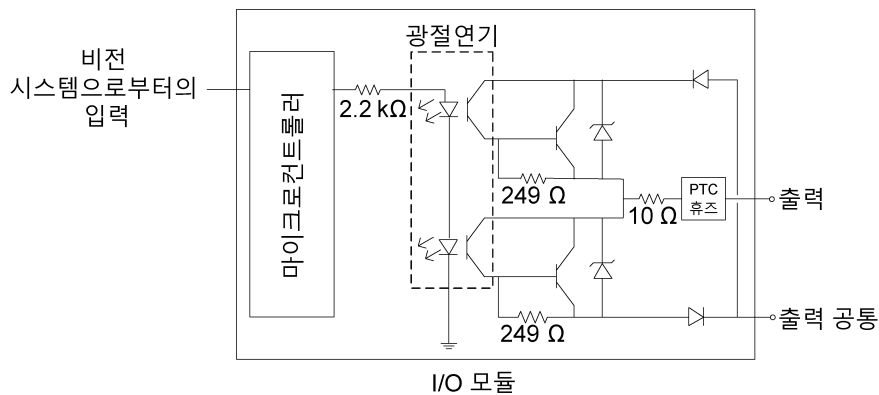 비전
시스템으로부터의
입력
마이크로컨트롤러
2.2 kΩ
광절연기
249 Ω
10 Ω
PTC
휴즈
출력
249 Ω
출력 공통
I/O 모듈